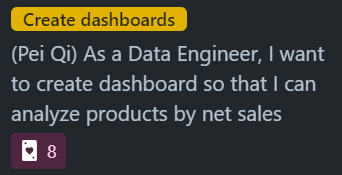 Create dashboards
(Pei Qi) As a Data Engineer, I want
to create dashboard so that I can
analyze products by net sales
8